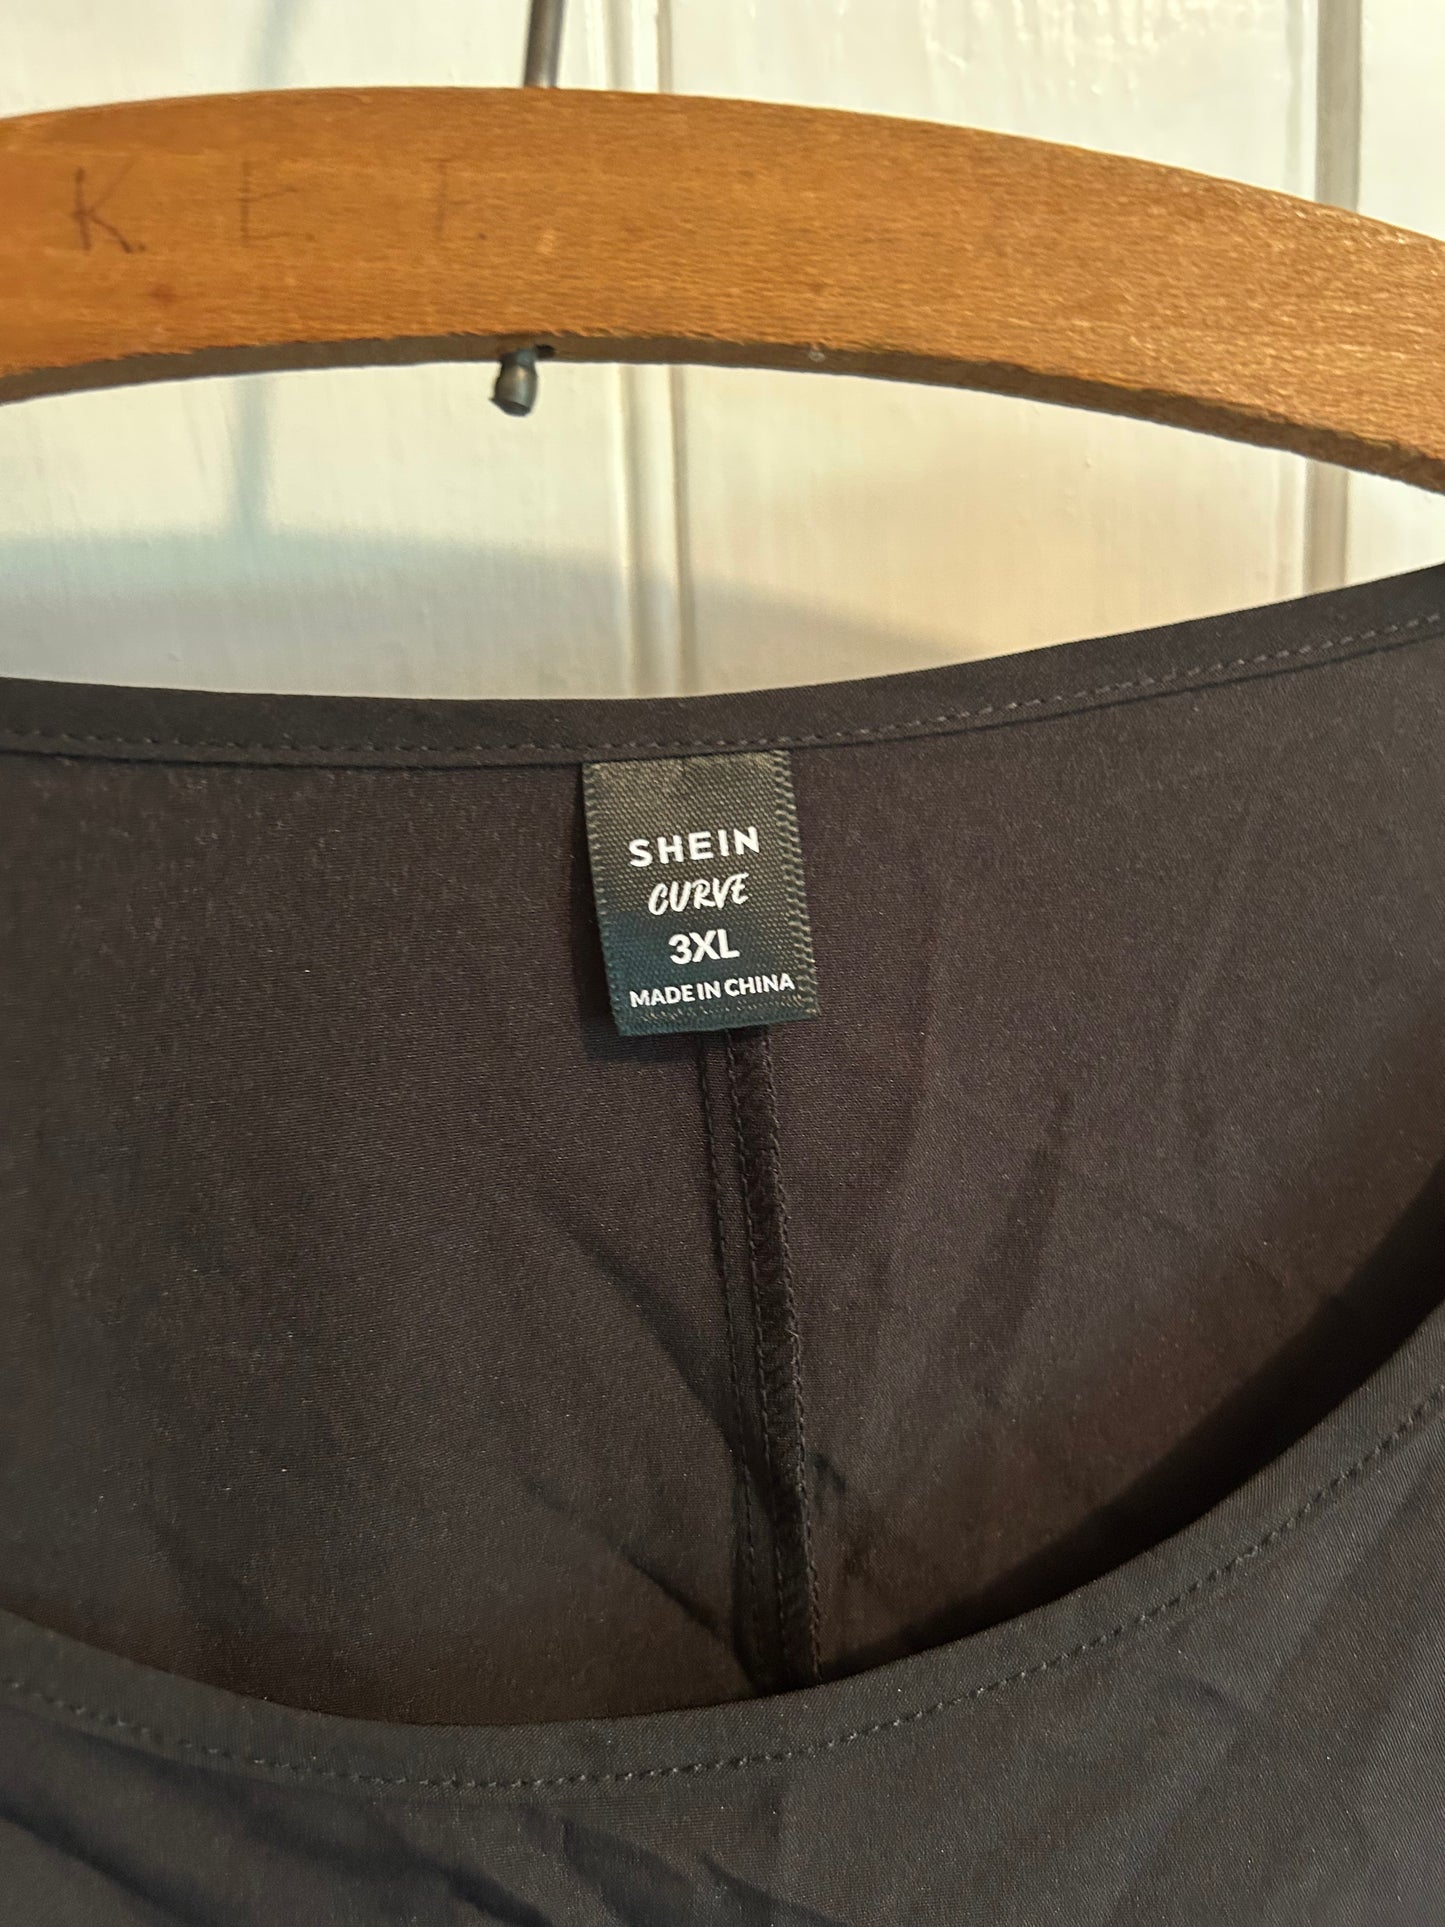 K. E. F.
SHEIN
CURVE
3XL
MADE IN CHINA